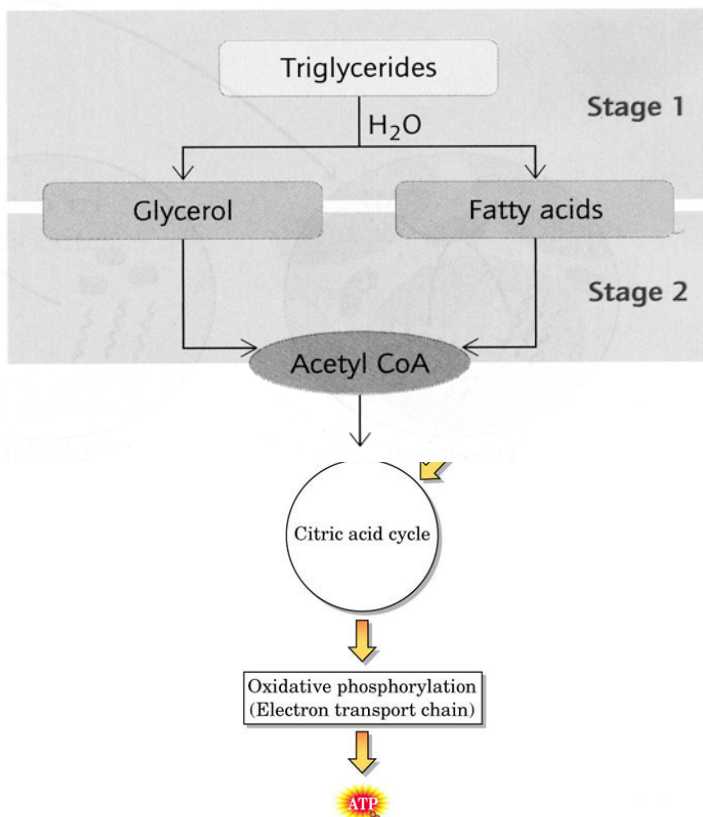 Triglycerides
Stage 1
H₂O
Glycerol
Fatty acids
Stage 2
Acetyl CoA
Citric acid cycle
Oxidative phosphorylation
(Electron transport chain)
ATP